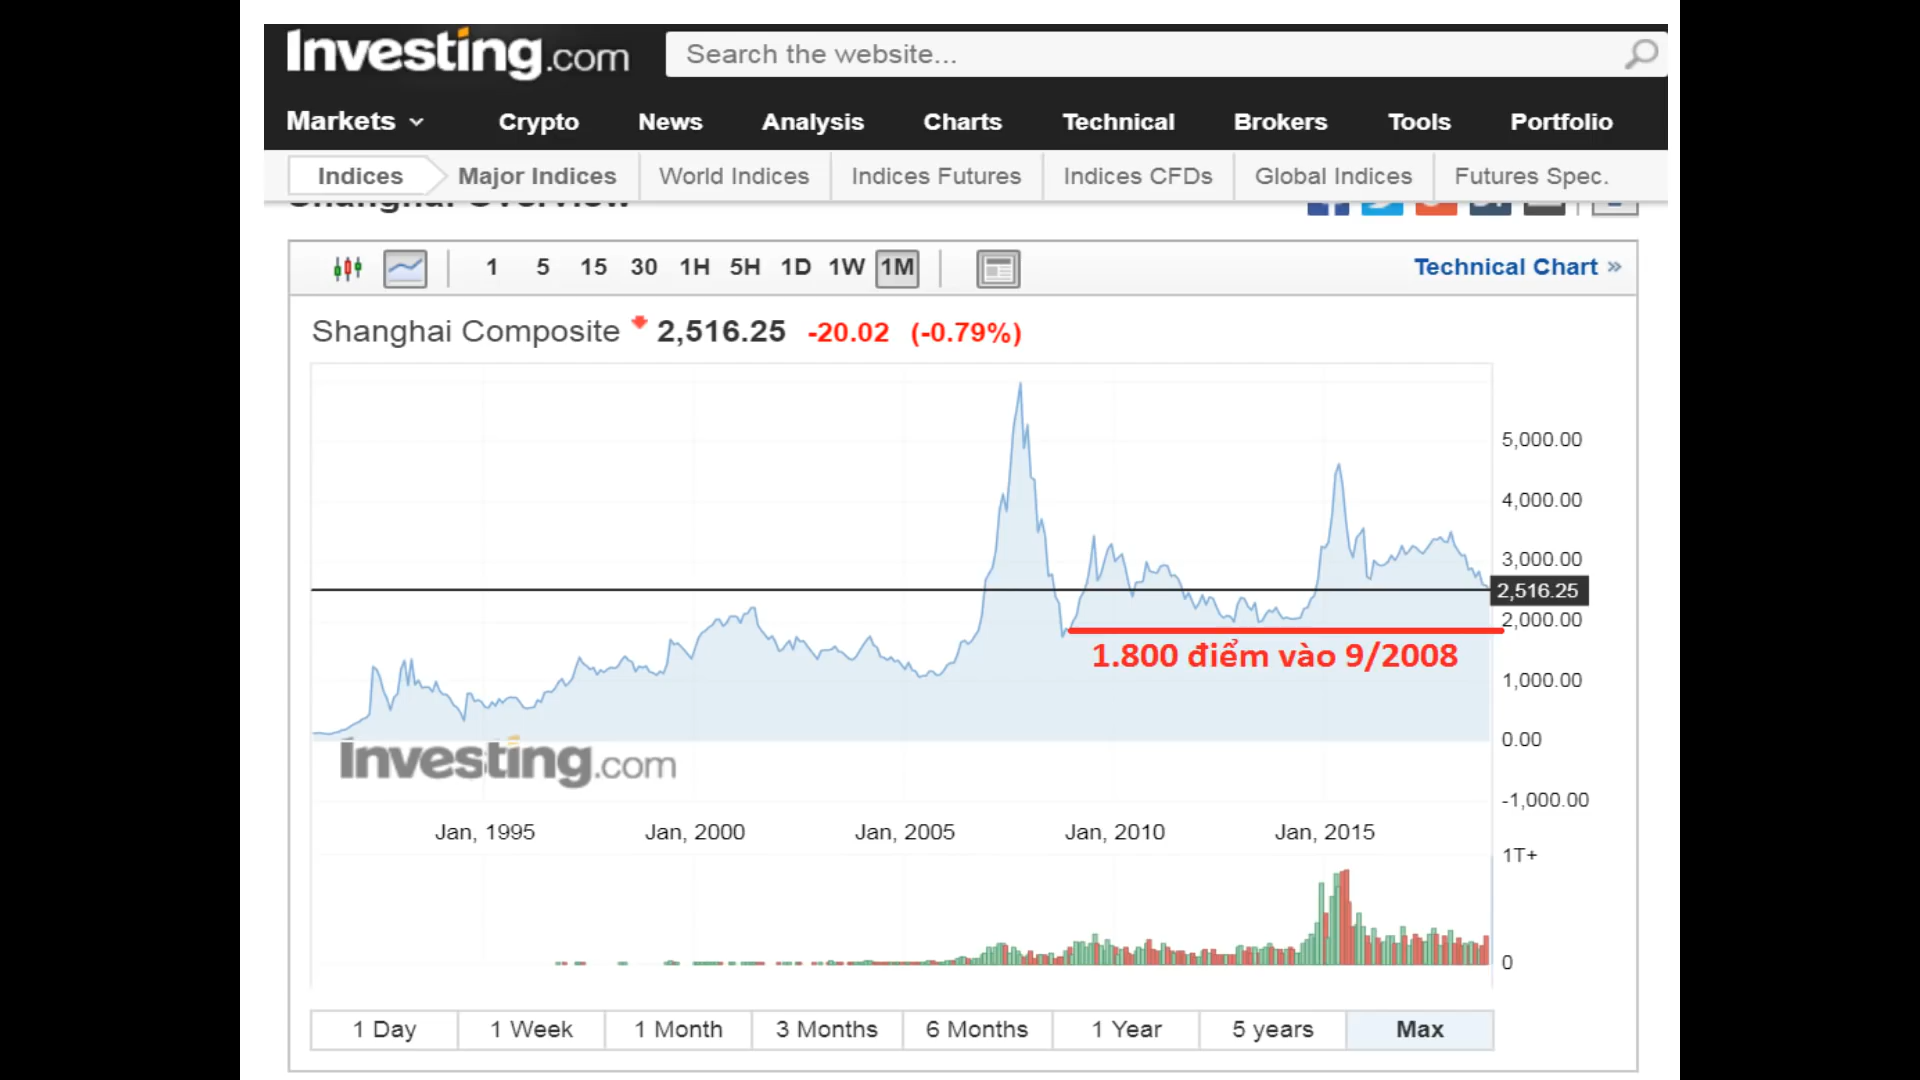 Investing.com
Search the website...
Markets
Crypto
News
Analysis
Charts
Technical
Brokers
Tools
Portfolio
Indices
Major Indices
World Indices
Indices Futures
Indices CFDs
Global Indices
Futures Spec.
Shanghai Overview
1 5 15 30 1H 5H 1D 1W 1M
Technical Chart »
Shanghai Composite 2,516.25 -20.02 (-0.79%)
5,000.00
4,000.00
3,000.00
2,516.25
2,000.00
1.800 điểm vào 9/2008
1,000.00
0.00
Investing.com
-1,000.00
Jan, 1995
Jan, 2000
Jan, 2005
Jan, 2010
Jan, 2015
1T+
0
1 Day
1 Week
1 Month
3 Months
6 Months
1 Year
5 years
Max